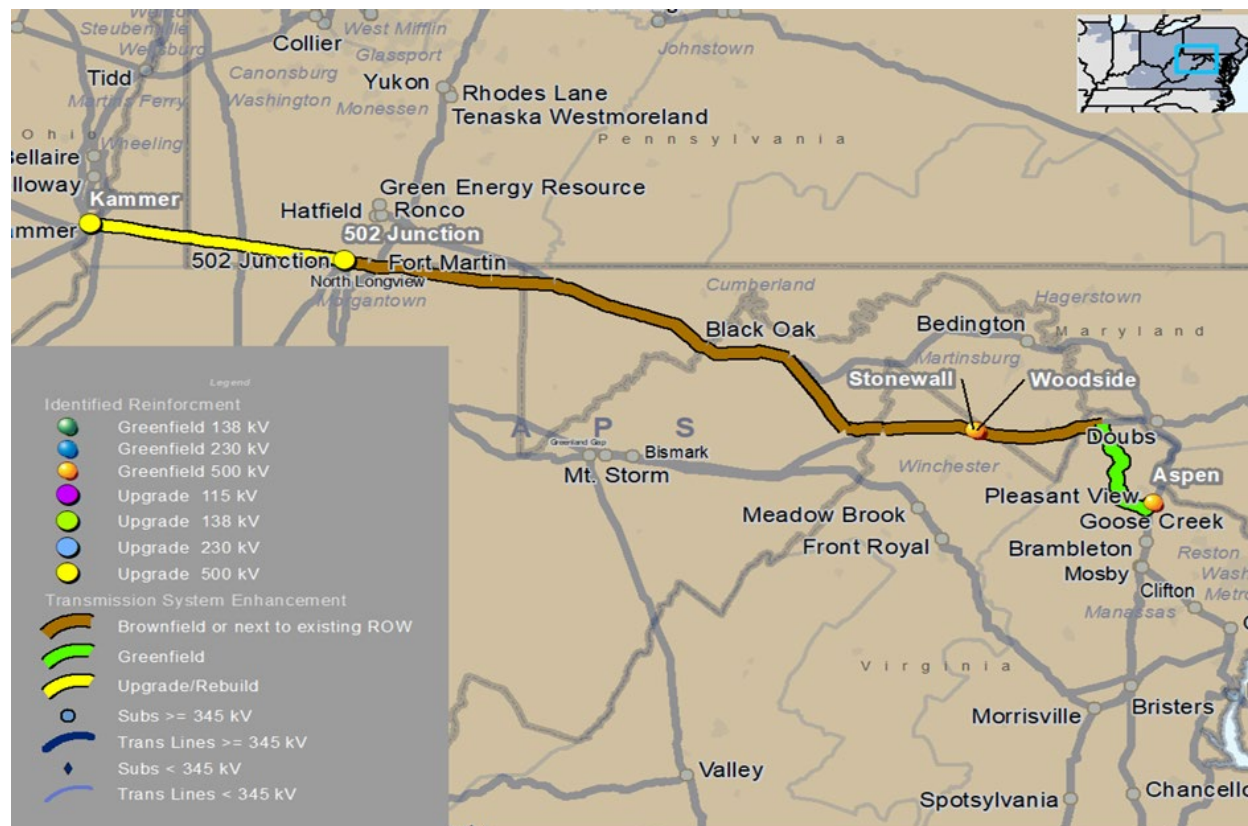 Weirton
Steubenville
Weirsburg
West Mifflin
Collier
Glassport
Johnstown
Tidd
Canonsburg
Yukon
Rhodes Lane
Martins Ferry
Washington
Monessen
Tenaska Westmoreland
Ohio
Pennsylvania
Wheeling
Bellaire
lloway
Green Energy Resource
Kammer
Hatfield
Ronco
ammer
502 Junction
502 Junction
Fort Martin
North Longview
Morgantown
Cumberland
Hagerstown
Black Oak
Bedington
Maryland
Martinsburg
Stonewall
Woodside
APS
Greenland Gap
Bismark
Doubs
Mt. Storm
Winchester
Aspen
Pleasant View
Meadow Brook
Goose Creek
Front Royal
Brambleton
Reston
Mosby
Wash
Clifton
Metro
Manassas
Virginia
Morrisville
Bristers
Valley
Spotsylvania
Chancello
Legend
Identified Reinforcment
Greenfield 138 kV
Greenfield 230 kV
Greenfield 500 kV
Upgrade 115 kV
Upgrade 138 kV
Upgrade 230 kV
Upgrade 500 kV
Transmission System Enhancement
Brownfield or next to existing ROW
Greenfield
Upgrade/Rebuild
Subs >= 345 kV
Trans Lines >= 345 kV
Subs < 345 kV
Trans Lines < 345 kV